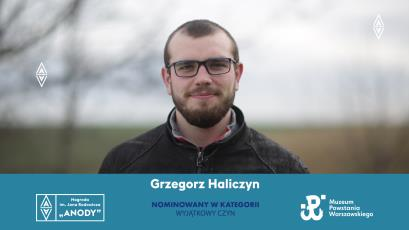 Grzegorz Haliczyn
NOMINOWANY W KATEGORII
WYJĄTKOWY CZYN
Nagroda
im. Jana Rodowicza
„ANODY”
Muzeum
Powstania
Warszawskiego